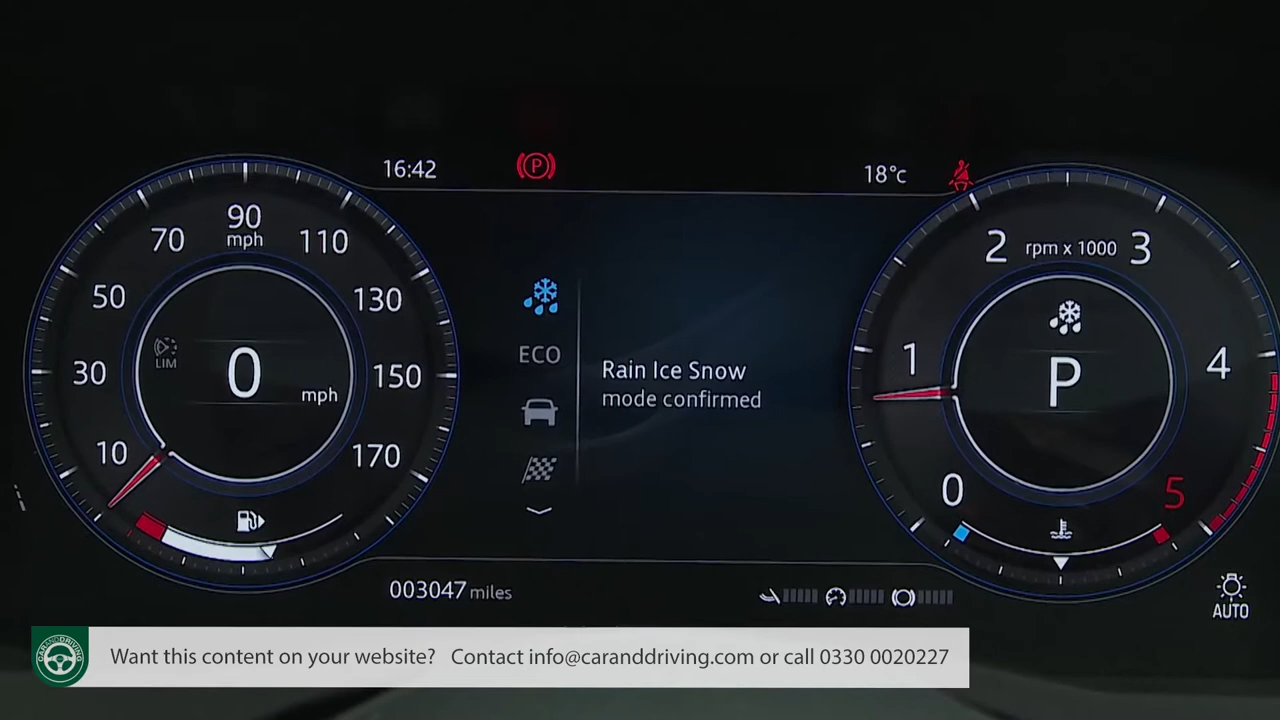 16:42
P
18°c
90
mph
70
110
50
130
30
150
10
170
LIM
0
mph
ECO
Rain Ice Snow
mode confirmed
2
rpm x 1000
3
1
4
P
0
5
003047 miles
AUTO
CARANDDRIVING
Want this content on your website? Contact info@caranddriving.com or call 0330 0020227